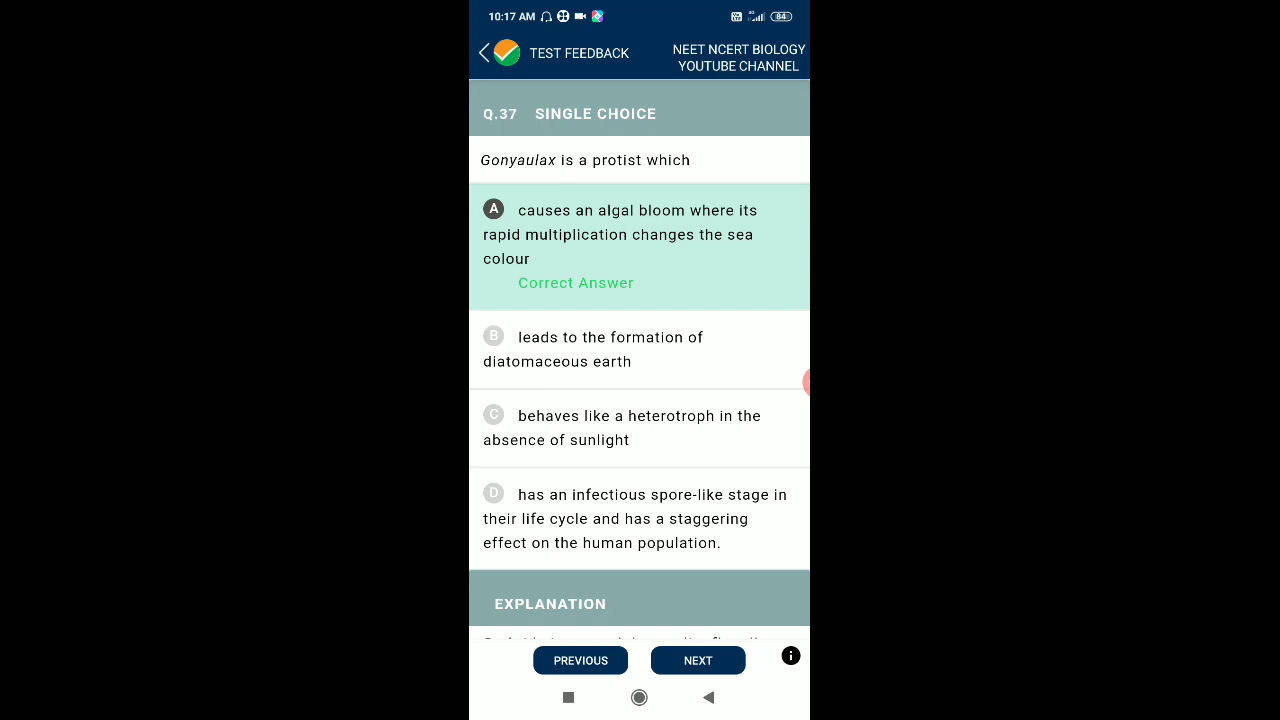 10:17 AM 84
TEST FEEDBACK
NEET NCERT BIOLOGY
YOUTUBE CHANNEL
Q.37 SINGLE CHOICE
Gonyaulax is a protist which
A causes an algal bloom where its
rapid multiplication changes the sea
colour
Correct Answer
B leads to the formation of
diatomaceous earth
C behaves like a heterotroph in the
absence of sunlight
D has an infectious spore-like stage in
their life cycle and has a staggering
effect on the human population.
EXPLANATION
PREVIOUS NEXT